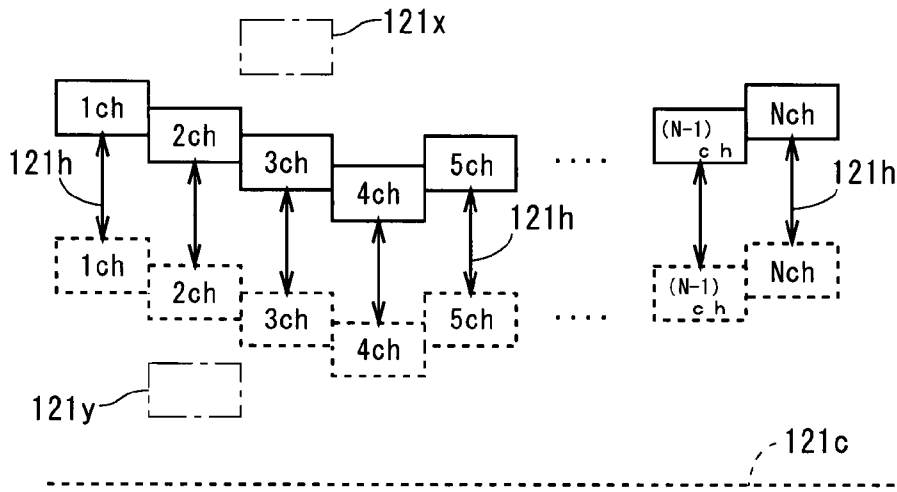 121x
1ch
2ch
3ch
4ch
5ch
....
(N-1)
ch
Nch
121h
121h
121h
1ch
2ch
3ch
4ch
5ch
....
(N-1)
ch
Nch
121y
121c